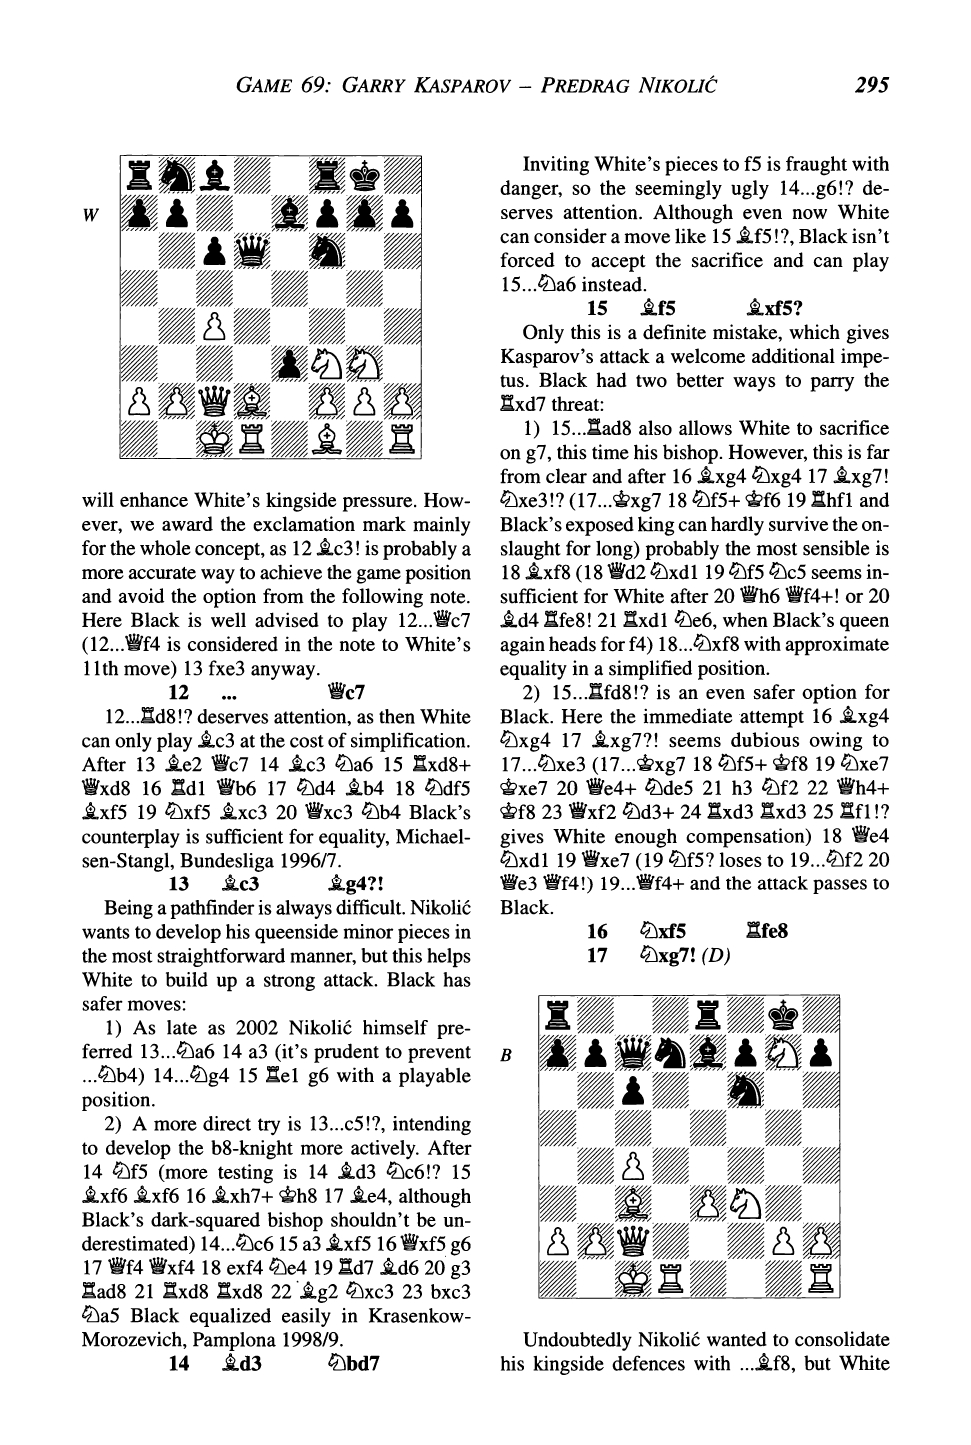 GAME 69: GARRY KASPAROV – PREDRAG NIKOLIĆ 295
W
will enhance White's kingside pressure. How-
ever, we award the exclamation mark mainly
for the whole concept, as 12 ♗c3! is probably a
more accurate way to achieve the game position
and avoid the option from the following note.
Here Black is well advised to play 12...♕c7
(12...♕f4 is considered in the note to White's
11th move) 13 fxe3 anyway.
12 ... ♕c7
12...♖d8!? deserves attention, as then White
can only play ♗c3 at the cost of simplification.
After 13 ♗e2 ♕c7 14 ♗c3 ♘a6 15 ♖xd8+
♕xd8 16 ♖d1 ♕b6 17 ♘d4 ♗b4 18 ♘df5
♗xf5 19 ♘xf5 ♗xc3 20 ♕xc3 ♘b4 Black's
counterplay is sufficient for equality, Michael-
sen-Stangl, Bundesliga 1996/7.
13 ♗c3 ♗g4?!
Being a pathfinder is always difficult. Nikolić
wants to develop his queenside minor pieces in
the most straightforward manner, but this helps
White to build up a strong attack. Black has
safer moves:
1) As late as 2002 Nikolić himself pre-
ferred 13...♘a6 14 a3 (it's prudent to prevent
...♘b4) 14...♘g4 15 ♖e1 g6 with a playable
position.
2) A more direct try is 13...c5!?, intending
to develop the b8-knight more actively. After
14 ♘f5 (more testing is 14 ♗d3 ♘c6!? 15
♗xf6 ♗xf6 16 ♗xh7+ ♔h8 17 ♗e4, although
Black's dark-squared bishop shouldn't be un-
derestimated) 14...♘c6 15 a3 ♗xf5 16 ♕xf5 g6
17 ♕f4 ♕xf4 18 exf4 ♘e4 19 ♖d7 ♗d6 20 g3
♖ad8 21 ♖xd8 ♖xd8 22 ♗g2 ♘xc3 23 bxc3
♘a5 Black equalized easily in Krasenkow-
Morozevich, Pamplona 1998/9.
14 ♗d3 ♘bd7
Inviting White's pieces to f5 is fraught with
danger, so the seemingly ugly 14...g6!? de-
serves attention. Although even now White
can consider a move like 15 ♗f5!?, Black isn't
forced to accept the sacrifice and can play
15...♘a6 instead.
15 ♗f5 ♗xf5?
Only this is a definite mistake, which gives
Kasparov's attack a welcome additional impe-
tus. Black had two better ways to parry the
♖xd7 threat:
1) 15...♖ad8 also allows White to sacrifice
on g7, this time his bishop. However, this is far
from clear and after 16 ♗xg4 ♘xg4 17 ♗xg7!
♘xe3!? (17...♔xg7 18 ♘f5+ ♔f6 19 ♖hf1 and
Black's exposed king can hardly survive the on-
slaught for long) probably the most sensible is
18 ♗xf8 (18 ♕d2 ♘xd1 19 ♘f5 ♘c5 seems in-
sufficient for White after 20 ♕h6 ♕f4+! or 20
♗d4 ♖fe8! 21 ♖xd1 ♘e6, when Black's queen
again heads for f4) 18...♘xf8 with approximate
equality in a simplified position.
2) 15...♖fd8!? is an even safer option for
Black. Here the immediate attempt 16 ♗xg4
♘xg4 17 ♗xg7?! seems dubious owing to
17...♘xe3 (17...♔xg7 18 ♘f5+ ♔f8 19 ♘xe7
♔xe7 20 ♕e4+ ♘de5 21 h3 ♘f2 22 ♕h4+
♔f8 23 ♕xf2 ♘d3+ 24 ♖xd3 ♖xd3 25 ♖f1!?
gives White enough compensation) 18 ♕e4
♘xd1 19 ♕xe7 (19 ♘f5? loses to 19...♘f2 20
♕e3 ♕f4!) 19...♕f4+ and the attack passes to
Black.
16 ♘xf5 ♖fe8
17 ♘xg7! (D)
B
Undoubtedly Nikolić wanted to consolidate
his kingside defences with ...♗f8, but White